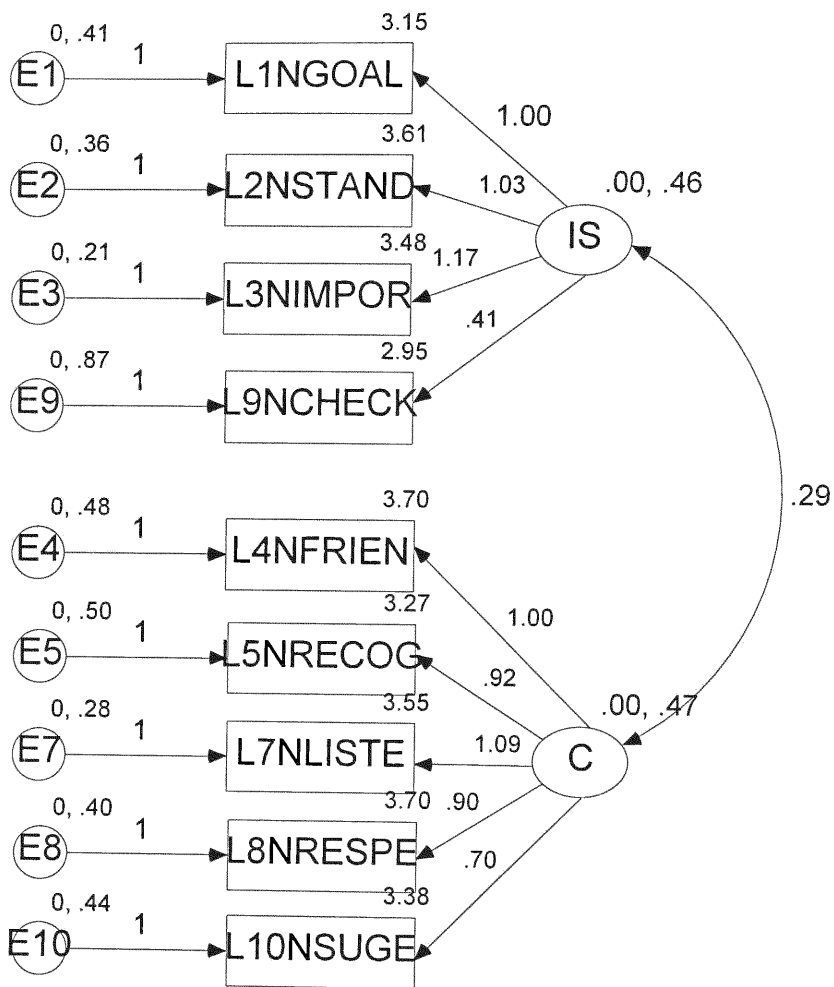 3.15
0, .41
E1 1 L1NGOAL
1.00
3.61
0, .36
E2 1 L2NSTAND
1.03
.00, .46
IS
3.48
0, .21
1.17
E3 1 L3NIMPOR
.41
2.95
0, .87
E9 1 L9NCHECK
.29
3.70
0, .48
E4 1 L4NFRIEN
1.00
3.27
0, .50
E5 1 L5NRECOG
.92
3.55
.00, .47
0, .28
E7 1 L7NLISTE
1.09
C
3.70 .90
0, .40
E8 1 L8NRESPE
.70
3.38
0, .44
E10 1 L10NSUGE